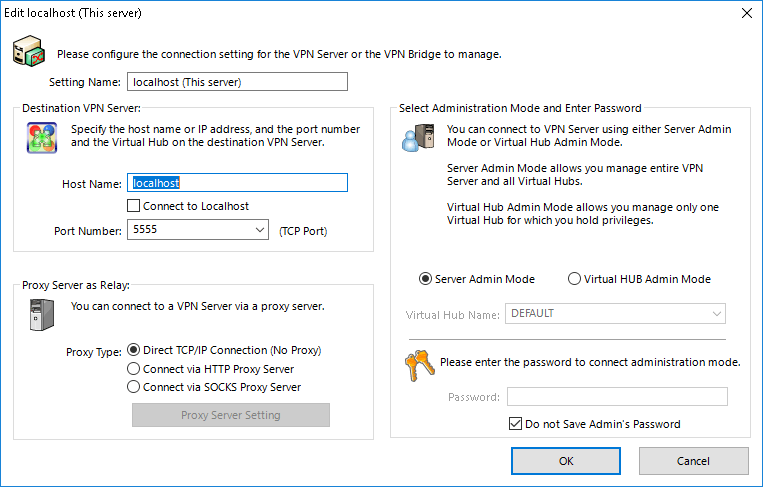 Edit localhost (This server)
Please configure the connection setting for the VPN Server or the VPN Bridge to manage.
Setting Name: localhost (This server)
Destination VPN Server:
Specify the host name or IP address, and the port number
and the Virtual Hub on the destination VPN Server.
Host Name: localhost
Connect to Localhost
Port Number: 5555 (TCP Port)
Proxy Server as Relay:
You can connect to a VPN Server via a proxy server.
Proxy Type: Direct TCP/IP Connection (No Proxy)
Connect via HTTP Proxy Server
Connect via SOCKS Proxy Server
Proxy Server Setting
Select Administration Mode and Enter Password
You can connect to VPN Server using either Server Admin
Mode or Virtual Hub Admin Mode.
Server Admin Mode allows you manage entire VPN
Server and all Virtual Hubs.
Virtual Hub Admin Mode allows you manage only one
Virtual Hub for which you hold privileges.
Server Admin Mode Virtual HUB Admin Mode
Virtual Hub Name: DEFAULT
Please enter the password to connect administration mode.
Password:
Do not Save Admin's Password
OK Cancel